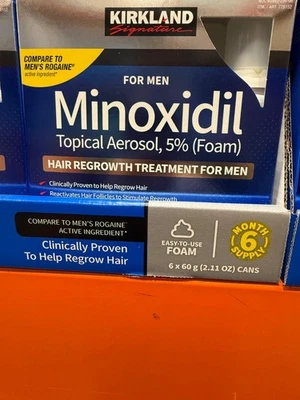 KIRKLAND
Signature
COMPARE TO
MEN'S ROGAINE®
active ingredient*
FOR MEN
Minoxidil
Topical Aerosol, 5% (Foam)
HAIR REGROWTH TREATMENT FOR MEN
• Clinically Proven to Help Regrow Hair
• Reactivates Hair Follicles to Stimulate Regrowth
COMPARE TO MEN'S ROGAINE®
ACTIVE INGREDIENT*
Clinically Proven
To Help Regrow Hair
EASY-TO-USE
FOAM
6 x 60 g (2.11 OZ) CANS
MONTH
6
SUPPLY